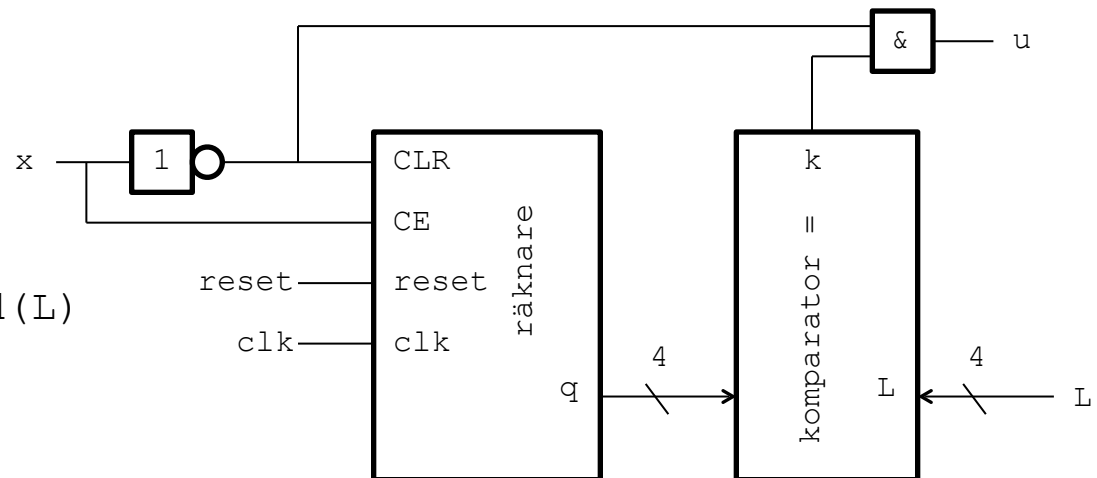 &
u
x
1
CLR
k
CE
räknare
komparator =
reset
reset
l(L)
clk
clk
4
4
q
L
L